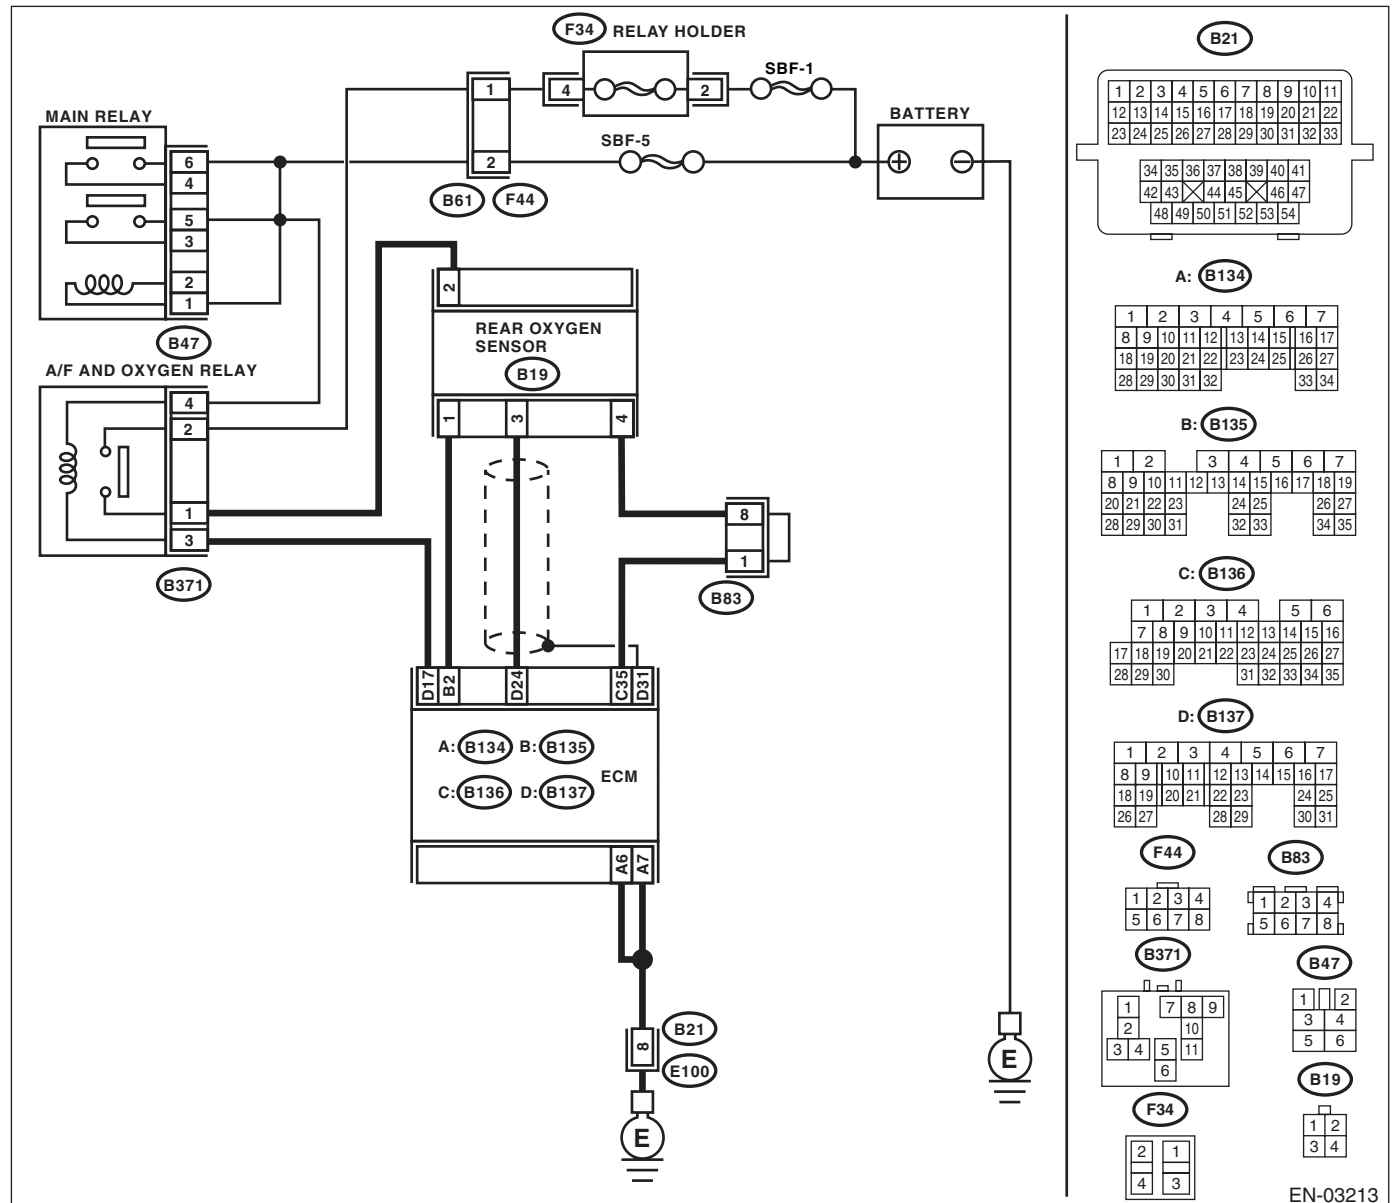 F34 RELAY HOLDER
SBF-1
MAIN RELAY
1
4
2
BATTERY
SBF-5
6
4
5
3
2
1
2
B61 F44
B47
A/F AND OXYGEN RELAY
2
REAR OXYGEN
SENSOR
B19
1 3 4
4
2
1
3
B371
8
1
B83
D17 B2 D24 C35 D31
A: B134 B: B135
ECM
C: B136 D: B137
A6 A7
8
B21
E100
E
E
B21
1 2 3 4 5 6 7 8 9 10 11
12 13 14 15 16 17 18 19 20 21 22
23 24 25 26 27 28 29 30 31 32 33
34 35 36 37 38 39 40 41
42 43 44 45 46 47
48 49 50 51 52 53 54
A: B134
1 2 3 4 5 6 7
8 9 10 11 12 13 14 15 16 17
18 19 20 21 22 23 24 25 26 27
28 29 30 31 32 33 34
B: B135
1 2 3 4 5 6 7
8 9 10 11 12 13 14 15 16 17 18 19
20 21 22 23 24 25 26 27
28 29 30 31 32 33 34 35
C: B136
1 2 3 4 5 6
7 8 9 10 11 12 13 14 15 16
17 18 19 20 21 22 23 24 25 26 27
28 29 30 31 32 33 34 35
D: B137
1 2 3 4 5 6 7
8 9 10 11 12 13 14 15 16 17
18 19 20 21 22 23 24 25
26 27 28 29 30 31
F44
1 2 3 4
5 6 7 8
B83
1 2 3 4
5 6 7 8
B371
1 7 8 9
2 10
3 4 5 11
6
B47
1 2
3 4
5 6
B19
1 2
3 4
F34
2 1
4 3
EN-03213